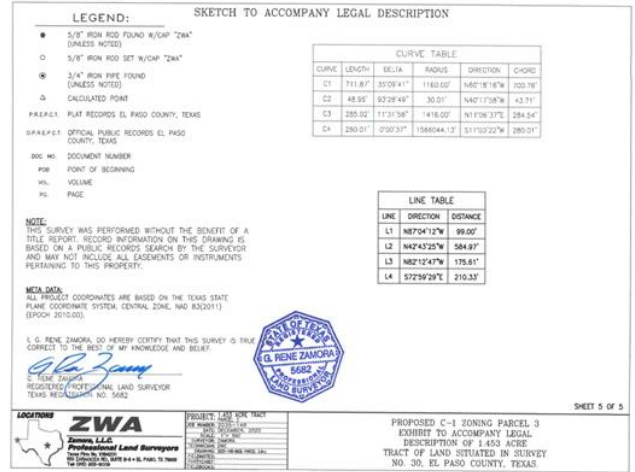 SKETCH TO ACCOMPANY LEGAL DESCRIPTION
LEGEND:
5/8" IRON ROD FOUND W/CAP "ZWA"
(UNLESS NOTED)
5/8" IRON ROD SET W/CAP "ZWA"
3/4" IRON PIPE FOUND
(UNLESS NOTED)
CALCULATED POINT
P.R.E.P.C.T. PLAT RECORDS EL PASO COUNTY, TEXAS
O.P.R.E.P.C.T. OFFICIAL PUBLIC RECORDS EL PASO
COUNTY, TEXAS
DOC. NO. DOCUMENT NUMBER
POB POINT OF BEGINNING
VOL. VOLUME
PG. PAGE
CURVE TABLE
CURVE LENGTH DELTA RADIUS DIRECTION CHORD
C1 711.87' 35°09'41" 1160.00' N60°18'16"W 700.76'
C2 48.95' 93°28'49" 30.01' N40°17'58"W 43.71'
C3 285.02' 11°31'58" 1416.00' N11°06'37"E 284.54'
C4 280.01' 0°00'37" 1566044.13' S11°03'22"W 280.01'
LINE TABLE
LINE DIRECTION DISTANCE
L1 N87°04'12"W 99.00'
L2 N42°43'25"W 584.97'
L3 N82°12'47"W 175.61'
L4 S72°59'29"E 210.33'
NOTE:
THIS SURVEY WAS PERFORMED WITHOUT THE BENEFIT OF A
TITLE REPORT. RECORD INFORMATION ON THIS DRAWING IS
BASED ON A PUBLIC RECORDS SEARCH BY THE SURVEYOR
AND MAY NOT INCLUDE ALL EASEMENTS OR INSTRUMENTS
PERTAINING TO THIS PROPERTY.
META DATA:
ALL PROJECT COORDINATES ARE BASED ON THE TEXAS STATE
PLANE COORDINATE SYSTEM, CENTRAL ZONE, NAD 83(2011)
(EPOCH 2010.00).
I, G. RENE ZAMORA, DO HEREBY CERTIFY THAT THIS SURVEY IS TRUE
CORRECT TO THE BEST OF MY KNOWLEDGE AND BELIEF.
G. RENE ZAMORA
REGISTERED PROFESSIONAL LAND SURVEYOR
TEXAS REGISTRATION NO. 5682
STATE OF TEXAS
REGISTERED
G. RENE ZAMORA
5682
PROFESSIONAL
LAND SURVEYOR
SHEET 5 OF 5
LOCATIONS
ZWA
Zamora, L.L.C.
Professional Land Surveyors
PROJECT: 1.453 ACRE TRACT
PARCEL 3
DATE: DECEMBER, 2020
PROPOSED C-1 ZONING PARCEL 3
EXHIBIT TO ACCOMPANY LEGAL
DESCRIPTION OF 1.453 ACRE
TRACT OF LAND SITUATED IN SURVEY
NO. 30, EL PASO COUNTY, TEXAS.